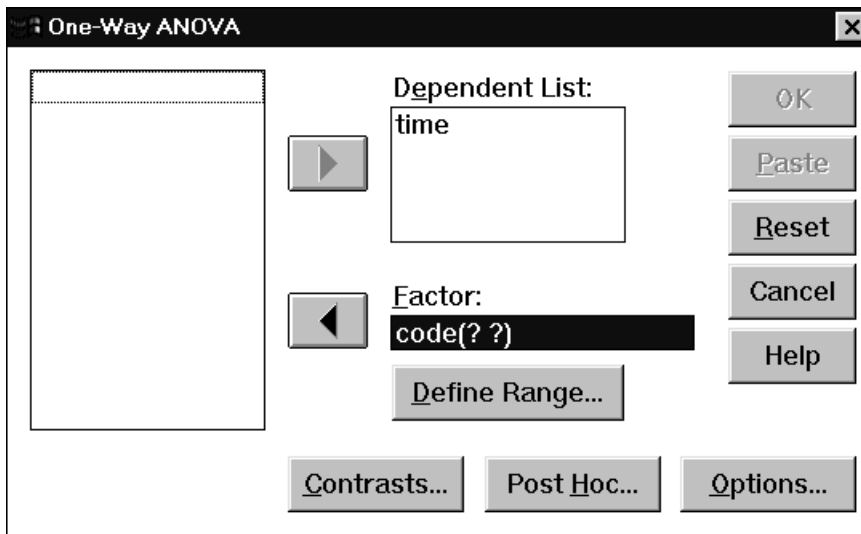 One-Way ANOVA
Dependent List:
time
OK
Paste
Reset
Cancel
Help
Factor:
code(? ?)
Define Range...
Contrasts...
Post Hoc...
Options...